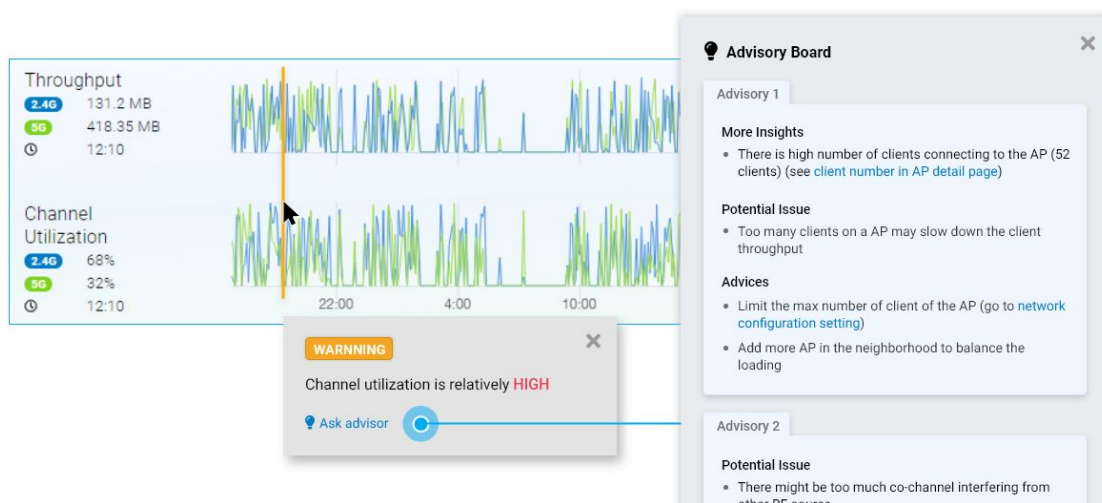 Throughput
2.4G 131.2 MB
5G 418.35 MB
12:10
Channel
Utilization
2.4G 68%
5G 32%
12:10
22:00 4:00 10:00
WARNNING
Channel utilization is relatively HIGH
Ask advisor
Advisory Board
Advisory 1
More Insights
• There is high number of clients connecting to the AP (52
clients) (see client number in AP detail page)
Potential Issue
• Too many clients on a AP may slow down the client
throughput
Advices
• Limit the max number of client of the AP (go to network
configuration setting)
• Add more AP in the neighborhood to balance the
loading
Advisory 2
Potential Issue
• There might be too much co-channel interfering from
other RF source